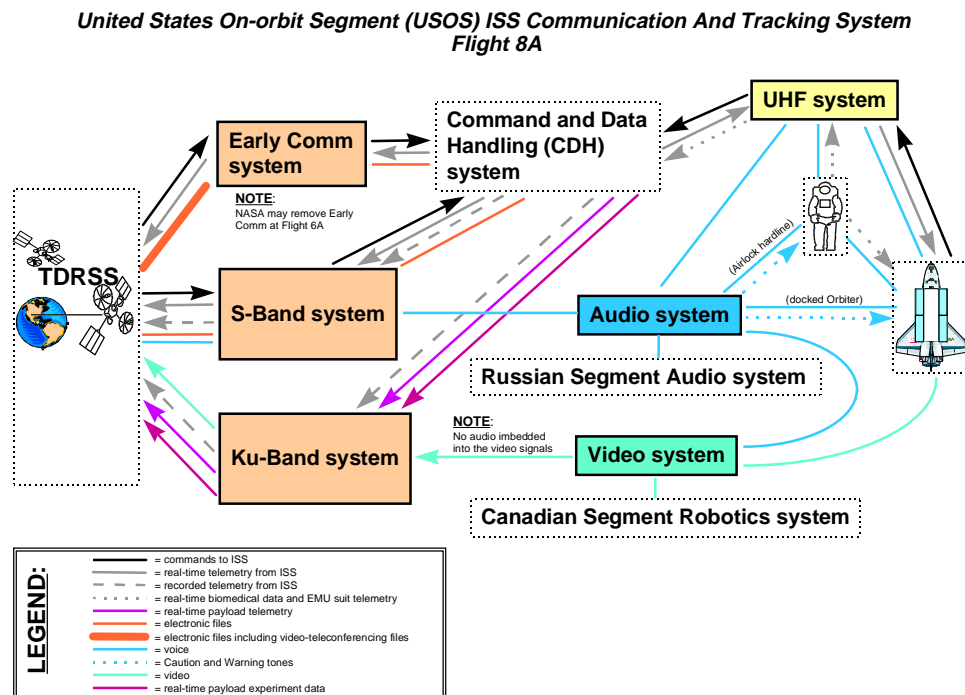 United States On-orbit Segment (USOS) ISS Communication And Tracking System
Flight 8A
UHF system
Early Comm
system
Command and Data
Handling (CDH)
system
NOTE:
NASA may remove Early
Comm at Flight 6A
TDRSS
S-Band system
(Airlock hardline)
(docked Orbiter)
Audio system
Russian Segment Audio system
Ku-Band system
NOTE:
No audio imbedded
into the video signals
Video system
Canadian Segment Robotics system
LEGEND:
= commands to ISS
= real-time telemetry from ISS
= recorded telemetry from ISS
= real-time biomedical data and EMU suit telemetry
= real-time payload telemetry
= electronic files
= electronic files including video-teleconferencing files
= voice
= Caution and Warning tones
= video
= real-time payload experiment data